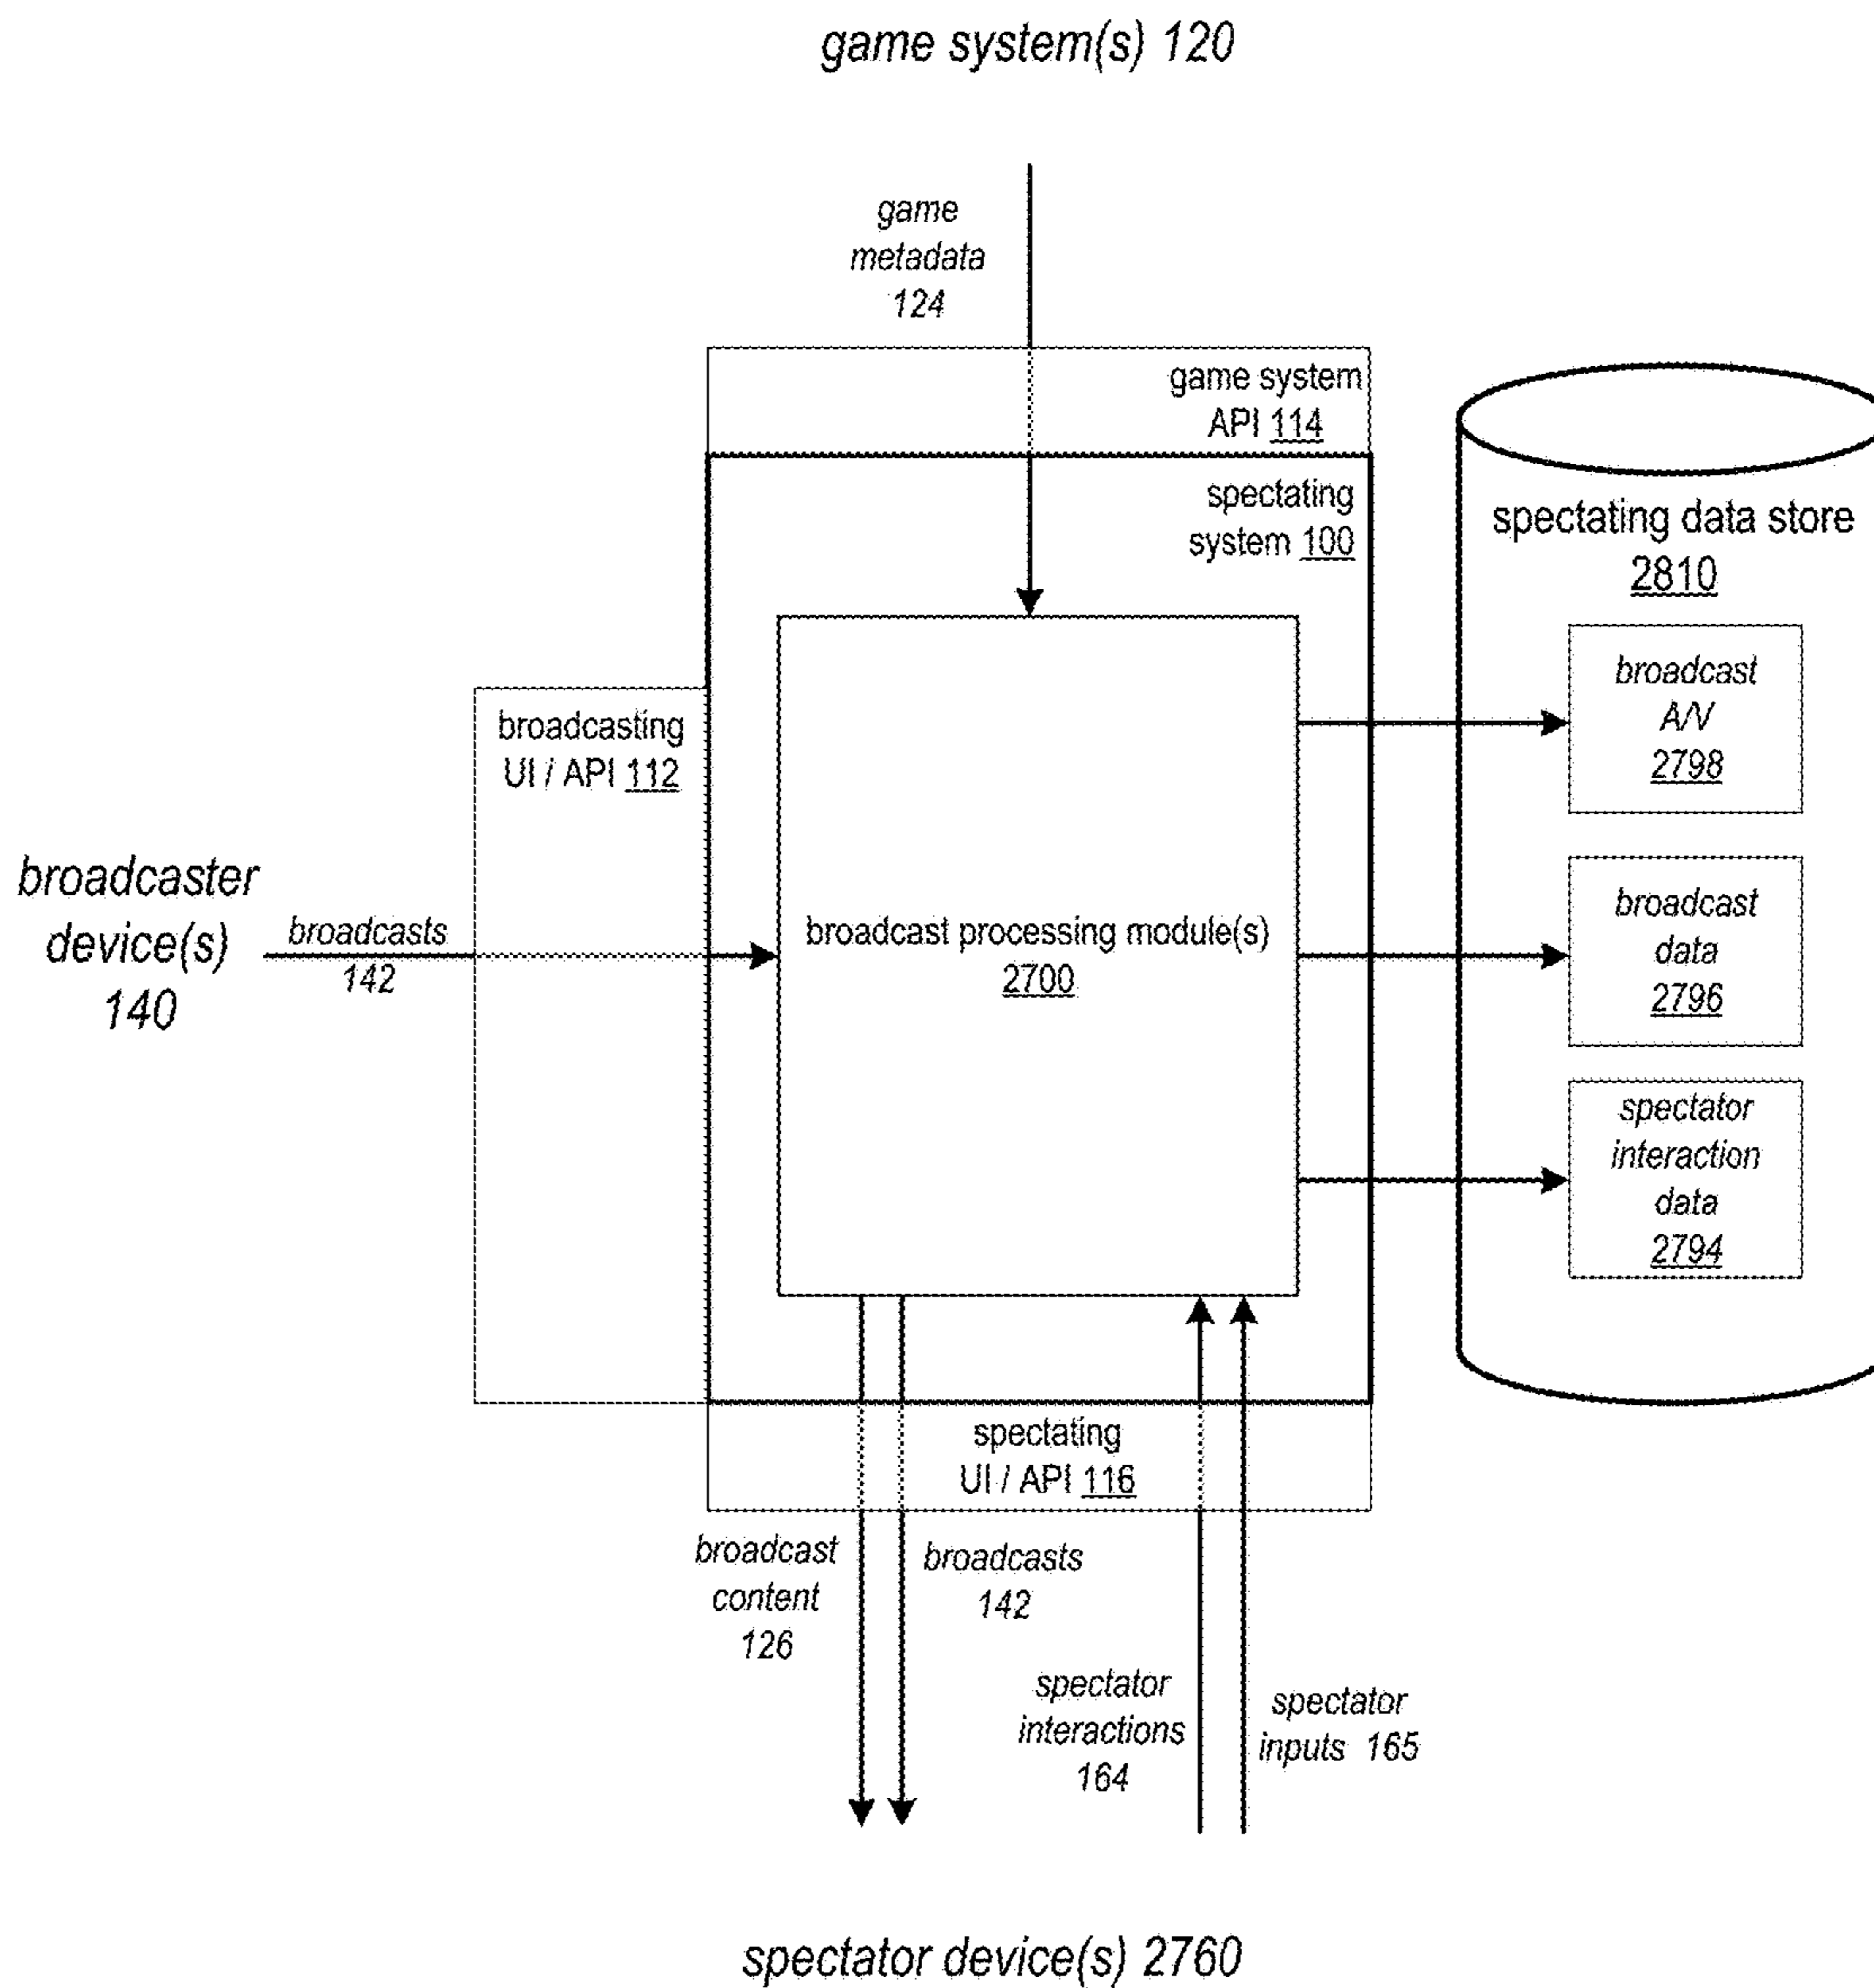 game system(s) 120
game
metadata
124
game system
API 114
spectating
system 100
spectating data store
2810
broadcast
A/V
2798
broadcasting
UI / API 112
broadcaster
device(s)
140
broadcasts
142
broadcast processing module(s)
2700
broadcast
data
2796
spectator
interaction
data
2794
spectating
UI / API 116
broadcast
content
126
broadcasts
142
spectator
interactions
164
spectator
inputs 165
spectator device(s) 2760